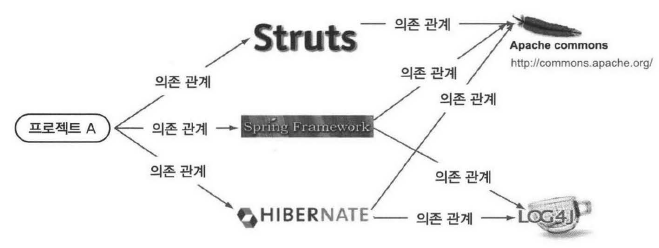 Struts
의존 관계
Apache commons
http://commons.apache.org/
의존 관계
의존 관계
의존 관계
프로젝트 A
의존 관계
Spring Framework
의존 관계
의존 관계
HIBERNATE
의존 관계
LOG4J